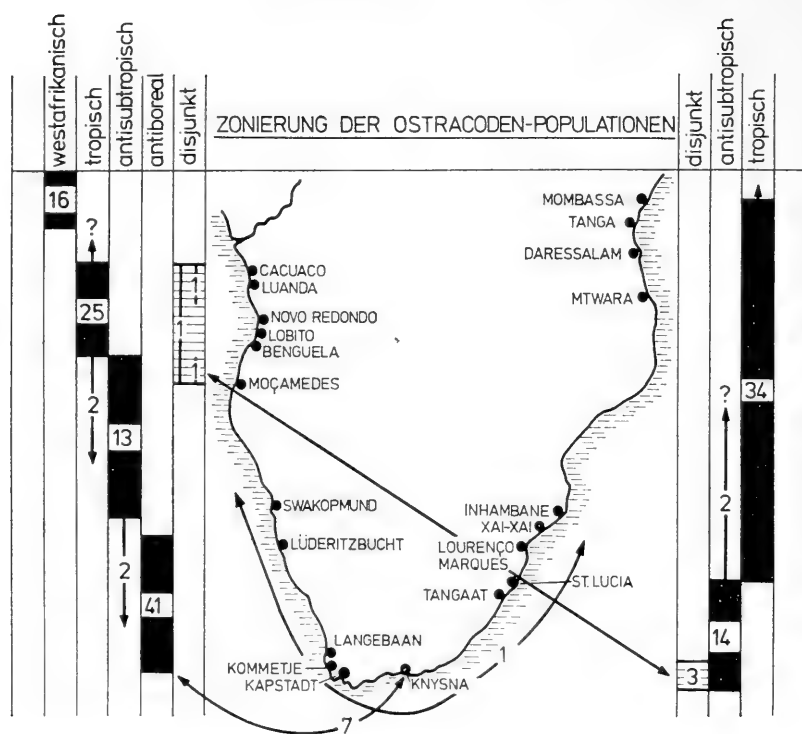 westafrikanisch
tropisch
antisubtropisch
antiboreal
disjunkt
ZONIERUNG DER OSTRACODEN-POPULATIONEN
disjunkt
antisubtropisch
tropisch
16
?
25
2
13
2
41
1
1
1
CACUACO
LUANDA
NOVO REDONDO
LOBITO
BENGUELA
MOÇAMEDES
SWAKOPMUND
LÜDERITZBUCHT
LANGEBAAN
KOMMETJE
KAPSTADT
KNYSNA
7
1
MOMBASSA
TANGA
DARESSALAM
MTWARA
INHAMBANE
XAI-XAI
LOURENÇO
MARQUES
ST. LUCIA
TANGAAT
3
?
2
14
34